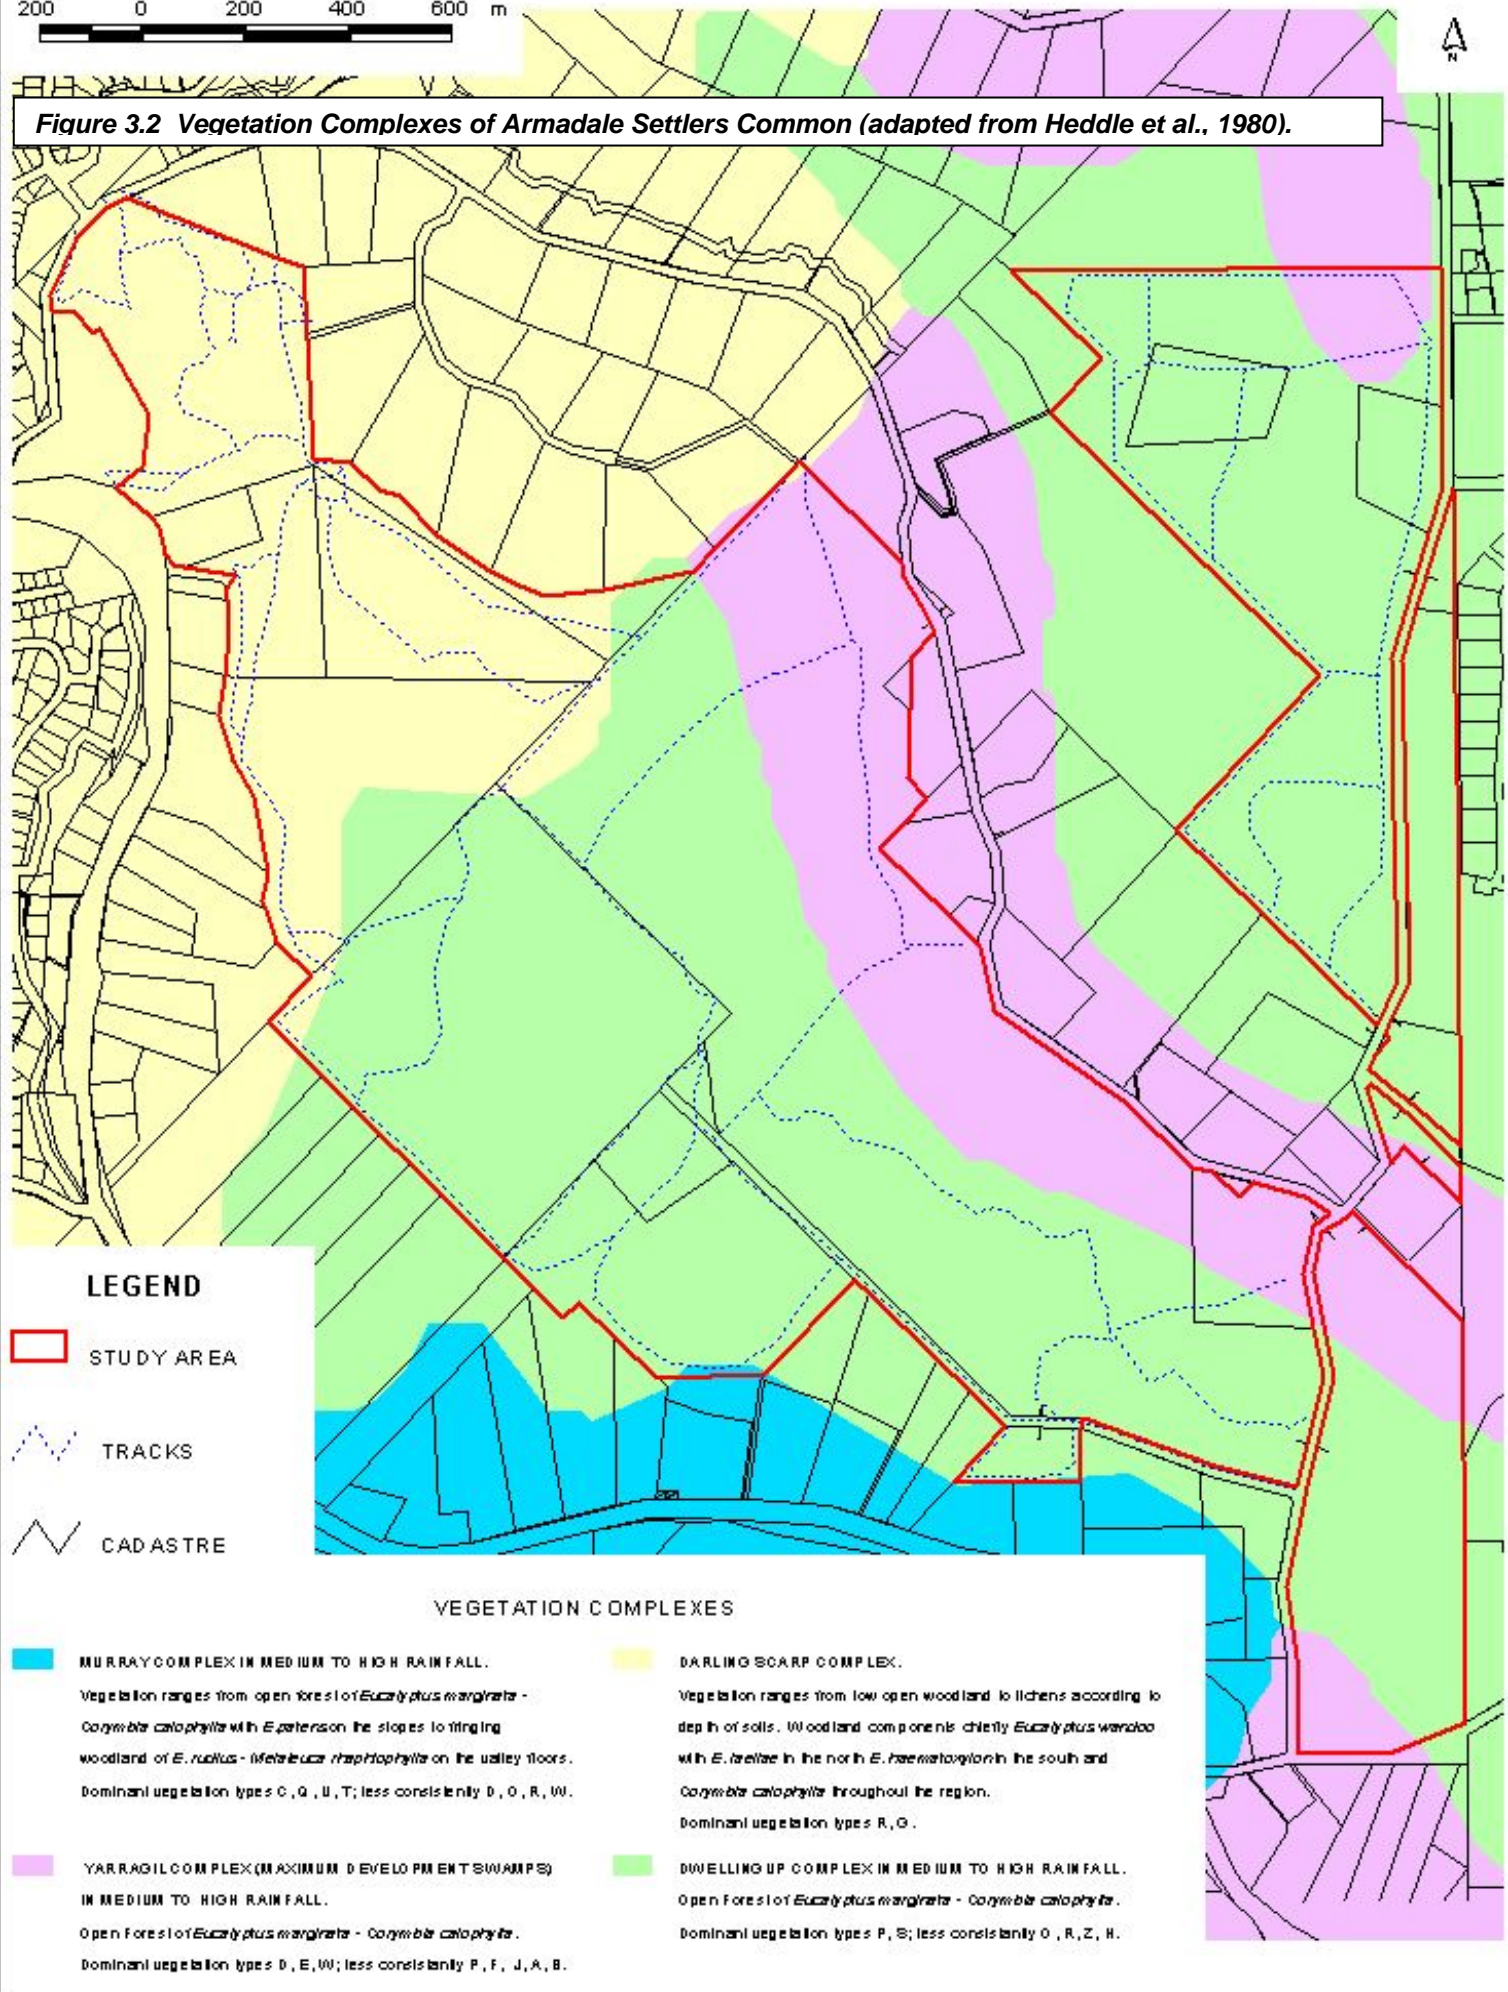 200 0 200 400 600 m
N
Figure 3.2 Vegetation Complexes of Armadale Settlers Common (adapted from Heddle et al., 1980).
LEGEND
STUDY AREA
TRACKS
CADASTRE
VEGETATION COMPLEXES
MURRAY COMPLEX IN MEDIUM TO HIGH RAINFALL.
Vegetation ranges from open forest of Eucalyptus marginata -
Corymbia calophylla with E.patens on the slopes to fringing
woodland of E. rudius - Melaleuca rhaphiophylla on the valley floors.
Dominant vegetation types C, Q, U, T; less consistently D, O, R, W.
DARLING SCARP COMPLEX.
Vegetation ranges from low open woodland to lichens according to
depth of soils. Woodland components chiefly Eucalyptus wandoo
with E. laeliae in the north E. haematoxylon in the south and
Corymbia calophylla throughout the region.
Dominant vegetation types R, G.
YARRAGIL COMPLEX (MAXIMUM DEVELOPMENT SWAMPS)
IN MEDIUM TO HIGH RAINFALL.
Open Forest of Eucalyptus marginata - Corymbia calophylla.
Dominant vegetation types D, E, W; less consistantly P, F, J, A, B.
DWELLINGUP COMPLEX IN MEDIUM TO HIGH RAINFALL.
Open Forest of Eucalyptus marginata - Corymbia calophylla.
Dominant vegetation types P, S; less consistantly O, R, Z, H.